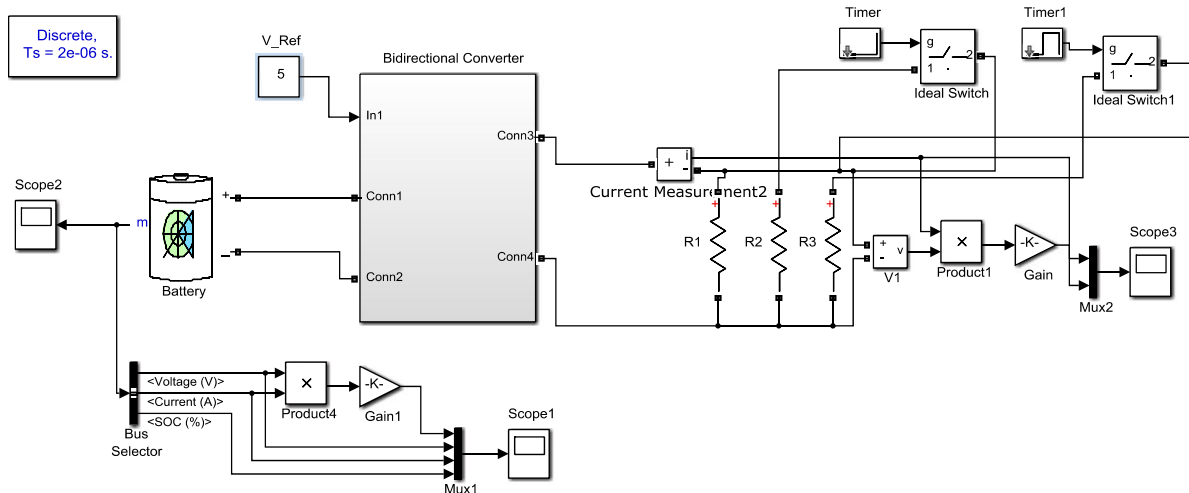 Discrete,
Ts = 2e-06 s.
V_Ref
5
Bidirectional Converter
In1
Conn1
Conn2
Conn3
Conn4
Timer
g
1
2
Ideal Switch
Timer1
g
1
2
Ideal Switch1
Scope2
m
+
_
Battery
+
i
-
Current Measurement2
+
+
+
R1
R2
R3
+
-
v
V1
×
Product1
-K-
Gain
Mux2
Scope3
<Voltage (V)>
<Current (A)>
<SOC (%)>
Bus
Selector
×
Product4
-K-
Gain1
Mux1
Scope1